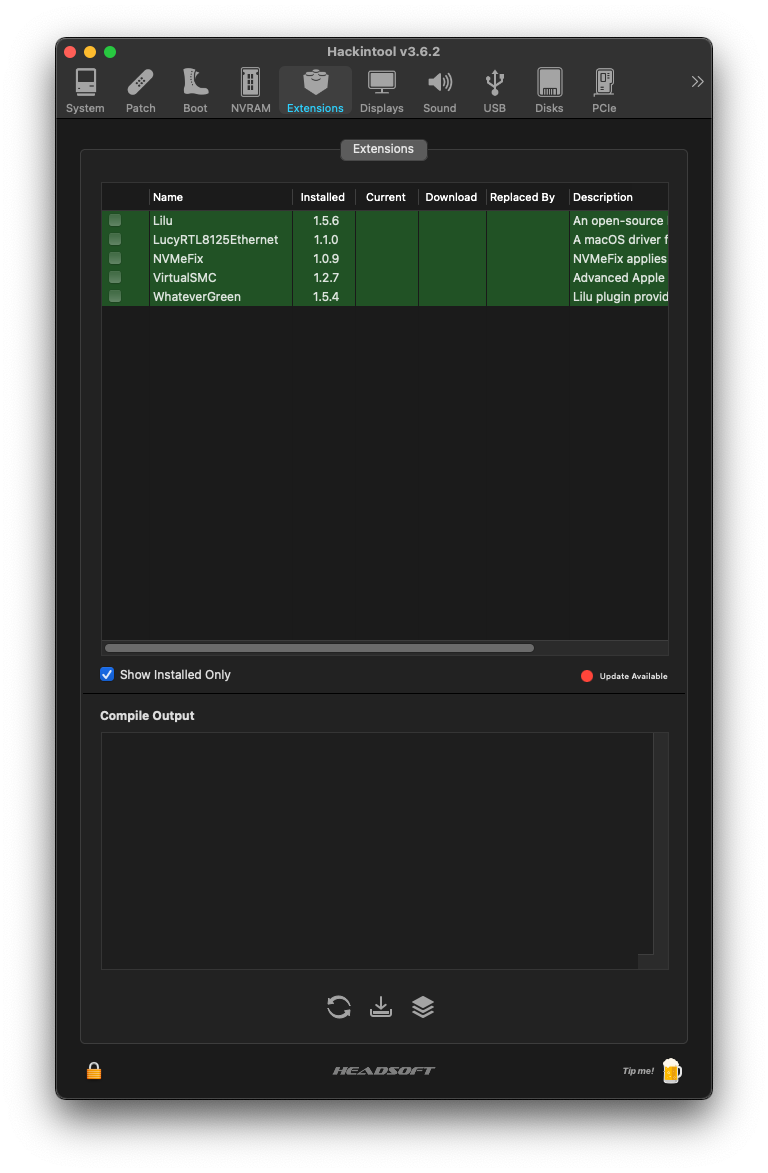 Hackintool v3.6.2
System Patch Boot NVRAM Extensions Displays Sound USB Disks PCIe
Extensions
Name Installed Current Download Replaced By Description
Lilu 1.5.6 An open-source
LucyRTL8125Ethernet 1.1.0 A macOS driver f
NVMeFix 1.0.9 NVMeFix applies
VirtualSMC 1.2.7 Advanced Apple
WhateverGreen 1.5.4 Lilu plugin provid
Show Installed Only Update Available
Compile Output
HEADSOFT Tip me!